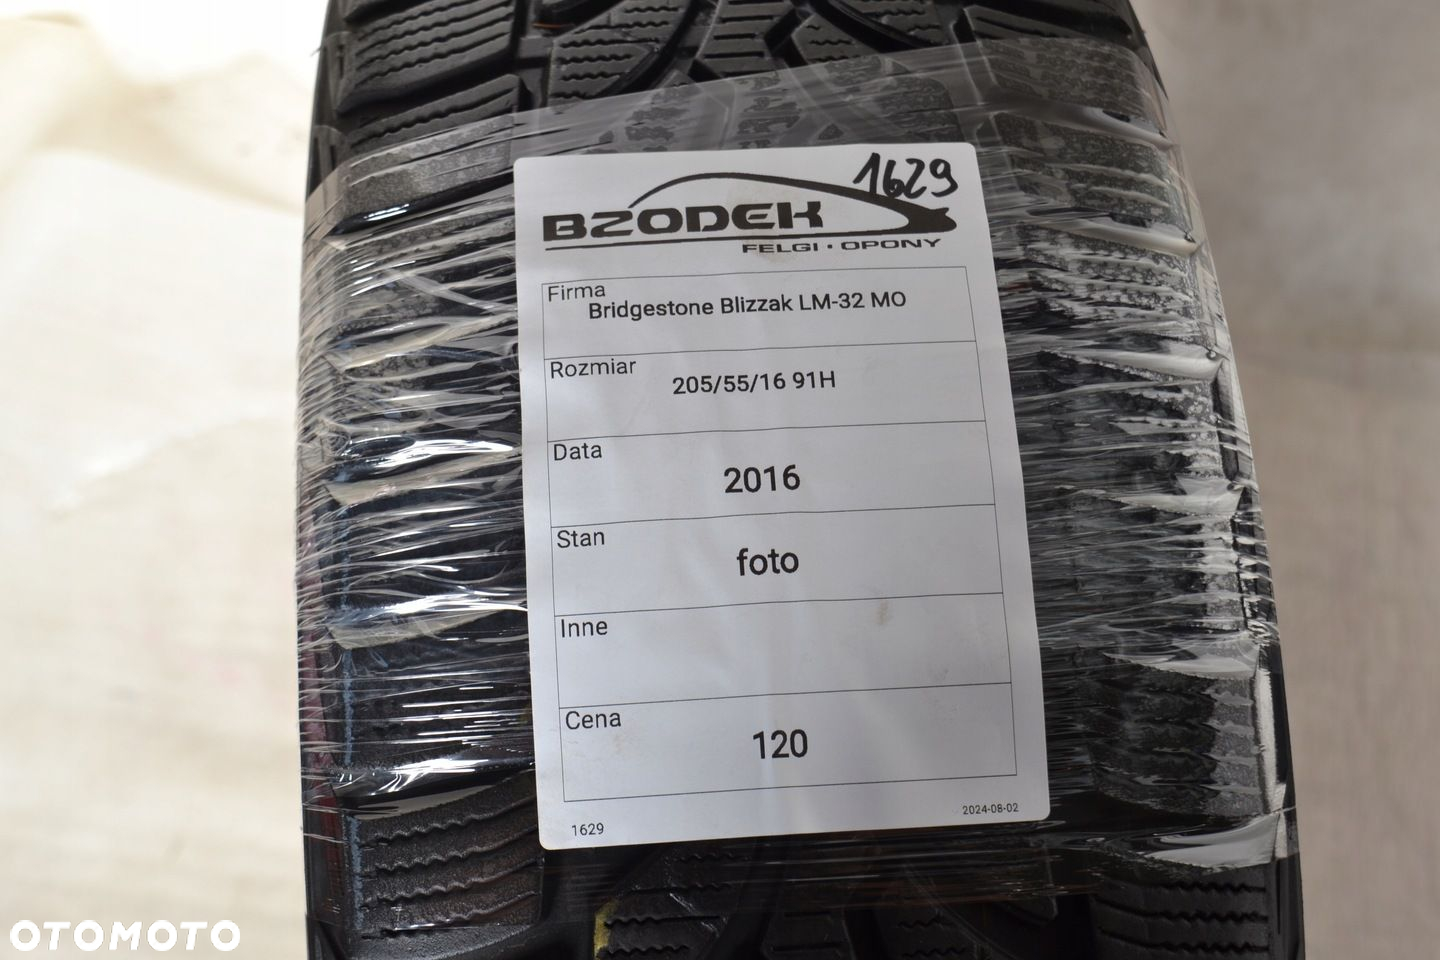 1629
BZODEK
FELGI • OPONY
Firma
Bridgestone Blizzak LM-32 MO
Rozmiar
205/55/16 91H
Data
2016
Stan
foto
Inne
Cena
120
1629
2024-08-02
OTOMOTO